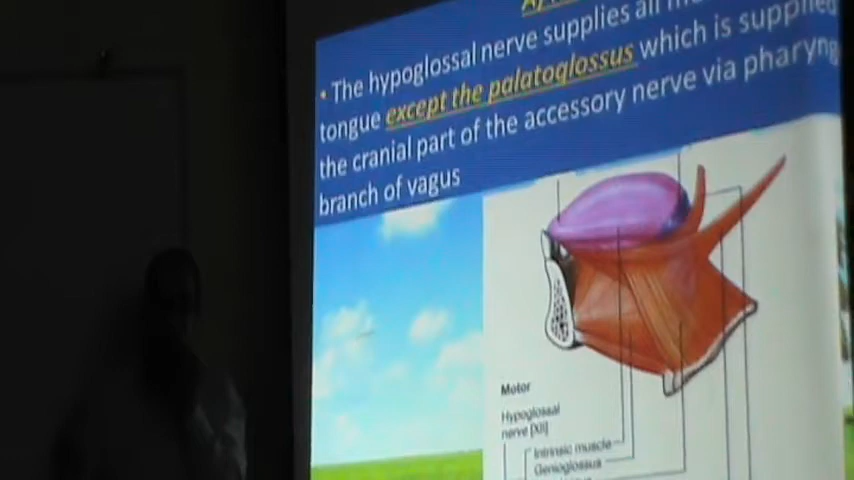 • The hypoglossal nerve supplies all
tongue except the palatoglossus which is supplied
the cranial part of the accessory nerve via pharyng
branch of vagus
Motor
Hypoglossal
nerve [XII]
Intrinsic muscle
Genioglossus